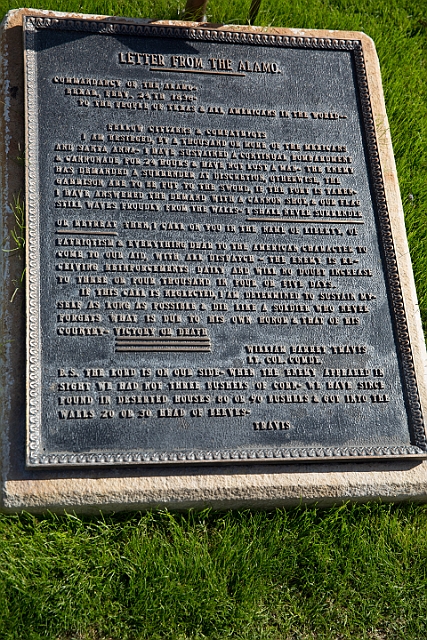 LETTER FROM THE ALAMO.
COMMANDANCY OF THE ALAMO—
BEXAR, FBY. 24TH 1836—
TO THE PEOPLE OF TEXAS & ALL AMERICANS IN THE WORLD—
FELLOW CITIZENS & COMPATRIOTS
I AM BESIEGED, BY A THOUSAND OR MORE OF THE MEXICANS
AND SANTA ANNA— I HAVE SUSTAINED A CONTINUAL BOMBARDMENT
& CANNONADE FOR 24 HOURS & HAVE NOT LOST A MAN— THE ENEMY
HAS DEMANDED A SURRENDER AT DISCRETION, OTHERWISE, THE
GARRISON ARE TO BE PUT TO THE SWORD, IF THE FORT IS TAKEN—
I HAVE ANSWERED THE DEMAND WITH A CANNON SHOT, & OUR FLAG
STILL WAVES PROUDLY FROM THE WALLS— I SHALL NEVER SURRENDER
OR RETREAT. THEN, I CALL ON YOU IN THE NAME OF LIBERTY, OF
PATRIOTISM & EVERYTHING DEAR TO THE AMERICAN CHARACTER, TO
COME TO OUR AID, WITH ALL DISPATCH— THE ENEMY IS RE-
CEIVING REINFORCEMENTS DAILY AND WILL NO DOUBT INCREASE
TO THREE OR FOUR THOUSAND IN FOUR OR FIVE DAYS.
IF THIS CALL IS NEGLECTED, I AM DETERMINED TO SUSTAIN MY-
SELF AS LONG AS POSSIBLE & DIE LIKE A SOLDIER WHO NEVER
FORGETS WHAT IS DUE TO HIS OWN HONOR & THAT OF HIS
COUNTRY— VICTORY OR DEATH
WILLIAM BARRET TRAVIS
LT. COL. COMDT.
P.S. THE LORD IS ON OUR SIDE— WHEN THE ENEMY APPEARED IN
SIGHT WE HAD NOT THREE BUSHELS OF CORN— WE HAVE SINCE
FOUND IN DESERTED HOUSES 80 OR 90 BUSHELS & GOT INTO THE
WALLS 20 OR 30 HEAD OF BEEVES—
TRAVIS